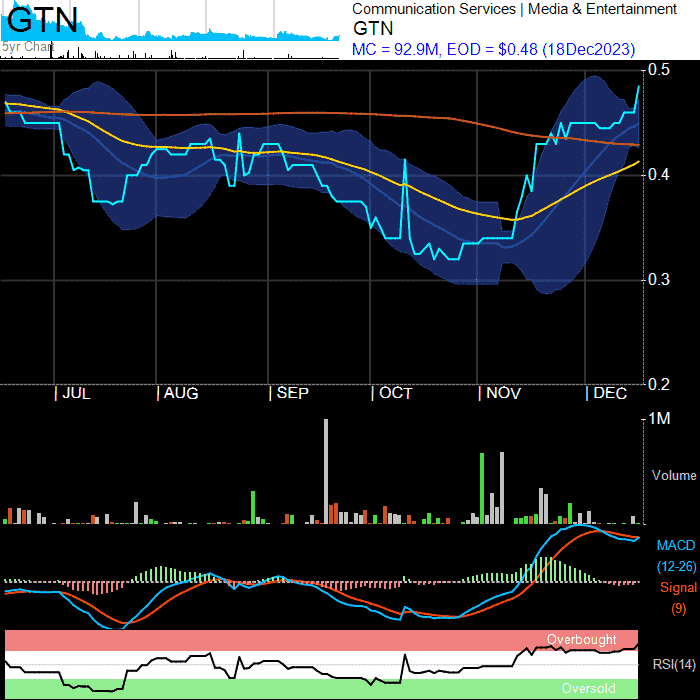 GTN
5yr Chart
Communication Services | Media & Entertainment
GTN
MC = 92.9M, EOD = $0.48 (18Dec2023)
0.5
0.4
0.3
0.2
JUL
AUG
SEP
OCT
NOV
DEC
1M
Volume
MACD
(12-26)
Signal
(9)
Overbought
RSI(14)
Oversold